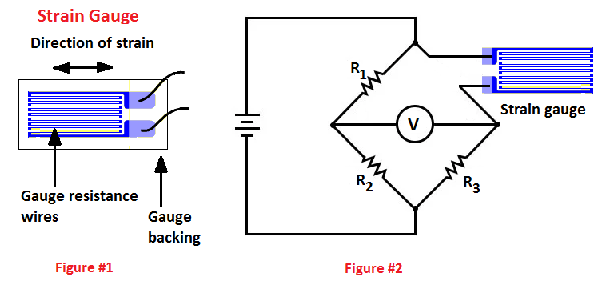 Strain Gauge
Direction of strain
Gauge resistance
wires
Gauge
backing
Figure #1
R1
V
R2
R3
Strain gauge
Figure #2